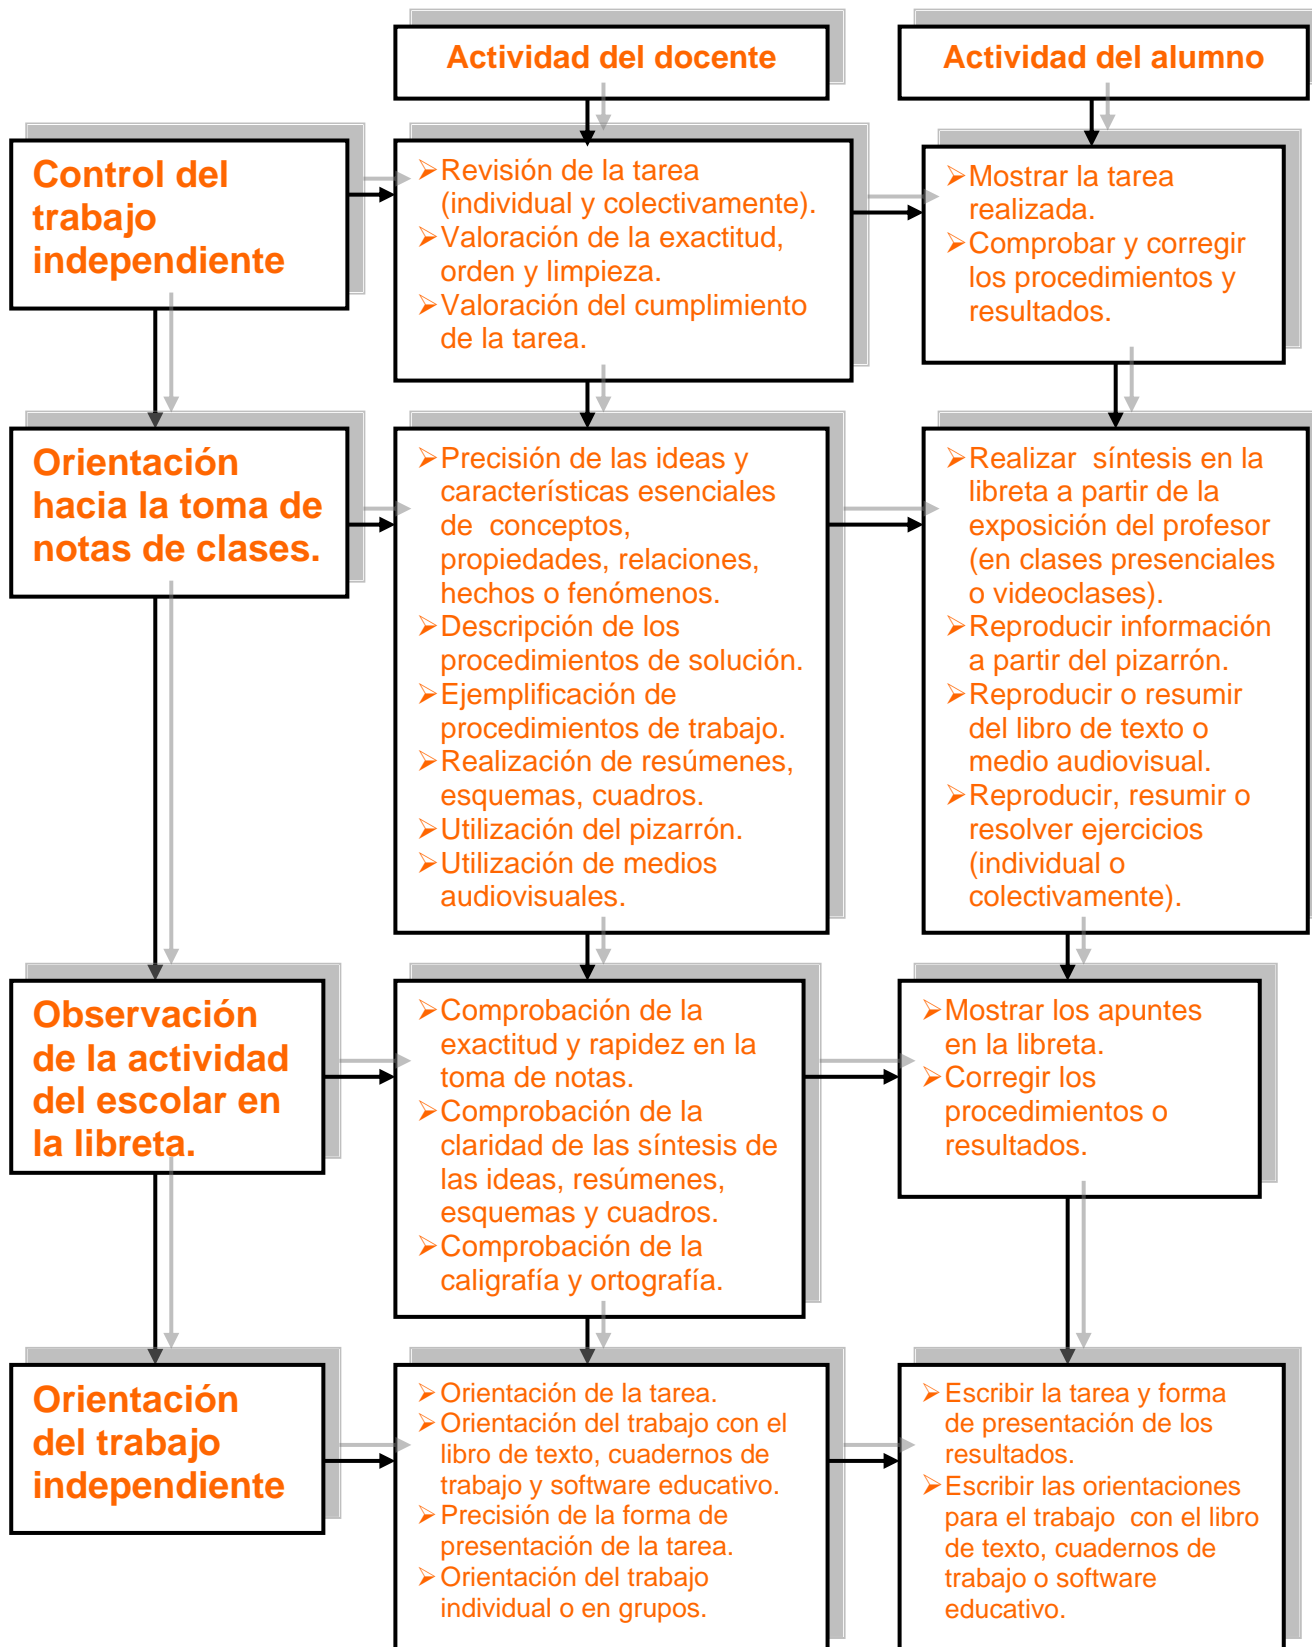 Actividad del docente
Actividad del alumno
Control del
trabajo
independiente
➢Revisión de la tarea
(individual y colectivamente).
➢Valoración de la exactitud,
orden y limpieza.
➢Valoración del cumplimiento
de la tarea.
➢Mostrar la tarea
realizada.
➢Comprobar y corregir
los procedimientos y
resultados.
Orientación
hacia la toma de
notas de clases.
➢Precisión de las ideas y
características esenciales
de conceptos,
propiedades, relaciones,
hechos o fenómenos.
➢Descripción de los
procedimientos de solución.
➢Ejemplificación de
procedimientos de trabajo.
➢Realización de resúmenes,
esquemas, cuadros.
➢Utilización del pizarrón.
➢Utilización de medios
audiovisuales.
➢Realizar síntesis en la
libreta a partir de la
exposición del profesor
(en clases presenciales
o videoclases).
➢Reproducir información
a partir del pizarrón.
➢Reproducir o resumir
del libro de texto o
medio audiovisual.
➢Reproducir, resumir o
resolver ejercicios
(individual o
colectivamente).
Observación
de la actividad
del escolar en
la libreta.
➢Comprobación de la
exactitud y rapidez en la
toma de notas.
➢Comprobación de la
claridad de las síntesis de
las ideas, resúmenes,
esquemas y cuadros.
➢Comprobación de la
caligrafía y ortografía.
➢Mostrar los apuntes
en la libreta.
➢Corregir los
procedimientos o
resultados.
Orientación
del trabajo
independiente
➢Orientación de la tarea.
➢Orientación del trabajo con el
libro de texto, cuadernos de
trabajo y software educativo.
➢Precisión de la forma de
presentación de la tarea.
➢Orientación del trabajo
individual o en grupos.
➢Escribir la tarea y forma
de presentación de los
resultados.
➢Escribir las orientaciones
para el trabajo con el libro
de texto, cuadernos de
trabajo o software
educativo.